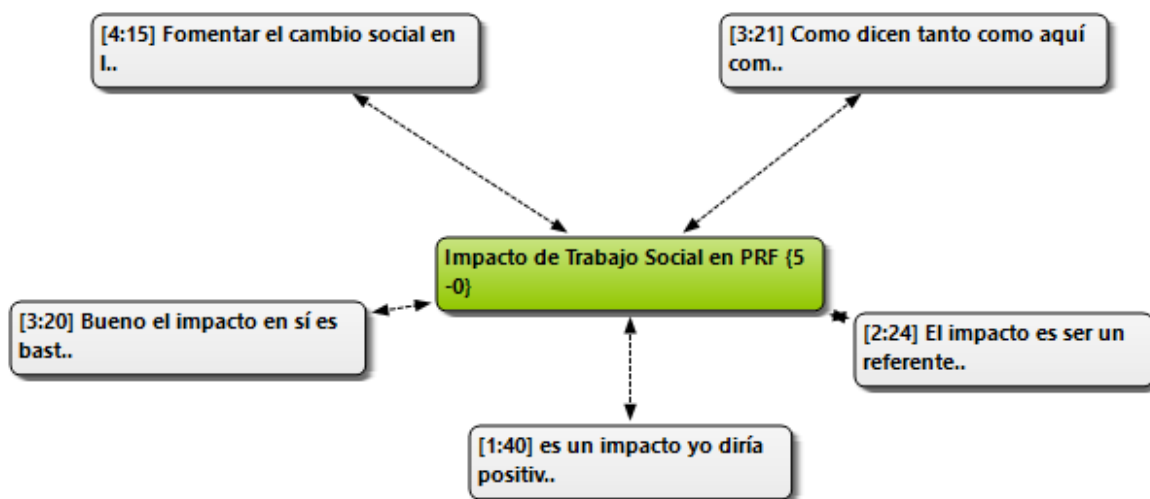 [4:15] Fomentar el cambio social en
l..
[3:21] Como dicen tanto como aquí
com..
Impacto de Trabajo Social en PRF {5
-0}
[3:20] Bueno el impacto en sí es
bast..
[2:24] El impacto es ser un
referente..
[1:40] es un impacto yo diría
positiv..